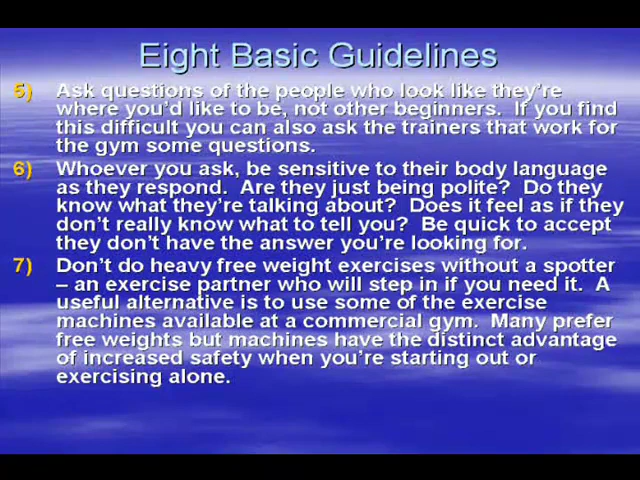 Eight Basic Guidelines
5) Ask questions of the people who look like they're
where you'd like to be, not other beginners.  If you find
this difficult you can also ask the trainers that work for
the gym some questions.
6) Whoever you ask, be sensitive to their body language
as they respond.  Are they just being polite?  Do they
know what they're talking about?  Does it feel as if they
don't really know what to tell you?  Be quick to accept
they don't have the answer you're looking for.
7) Don't do heavy free weight exercises without a spotter
– an exercise partner who will step in if you need it.  A
useful alternative is to use some of the exercise
machines available at a commercial gym.  Many prefer
free weights but machines have the distinct advantage
of increased safety when you're starting out or
exercising alone.